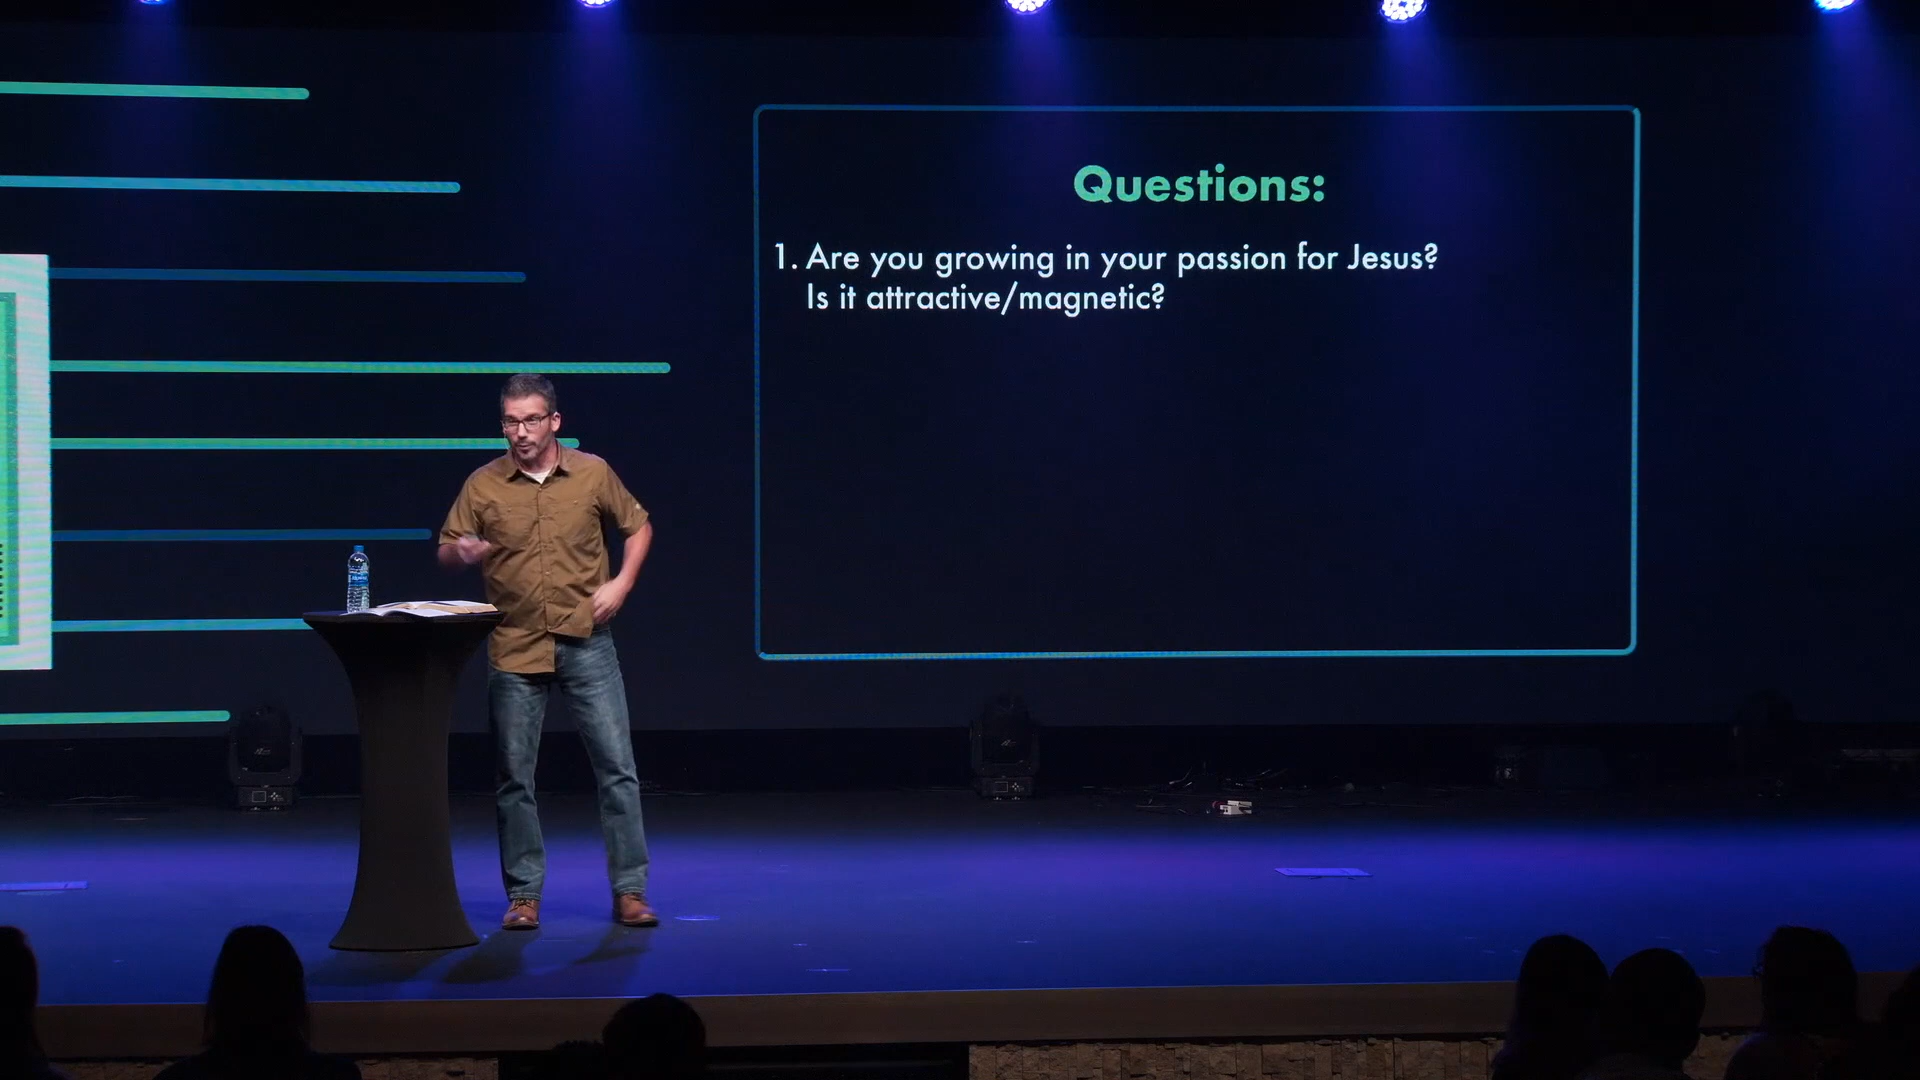 Questions:
1. Are you growing in your passion for Jesus?
Is it attractive/magnetic?